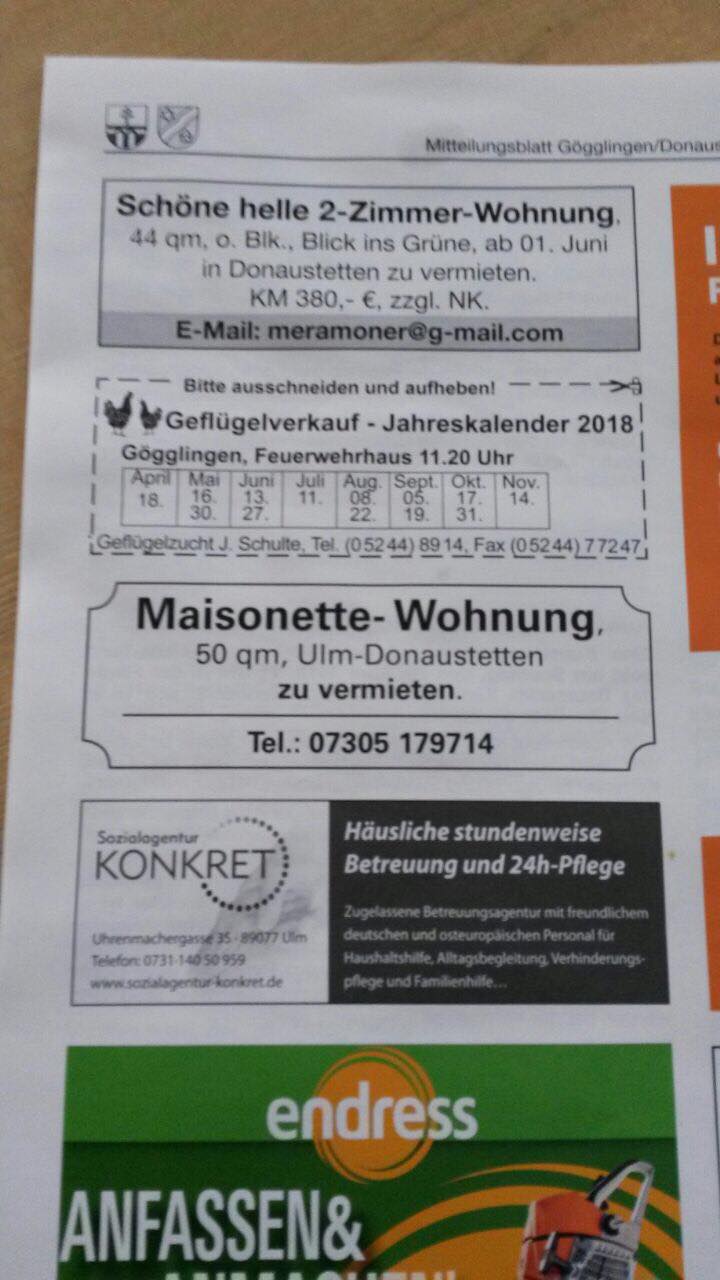 Mitteilungsblatt Gögglingen/Donaus
Schöne helle 2-Zimmer-Wohnung,
44 qm, o. Blk., Blick ins Grüne, ab 01. Juni
in Donaustetten zu vermieten.
KM 380,- €, zzgl. NK.
E-Mail: meramoner@g-mail.com
Bitte ausschneiden und aufheben!
Geflügelverkauf - Jahreskalender 2018
Gögglingen, Feuerwehrhaus 11.20 Uhr
April Mai Juni Juli Aug. Sept. Okt. Nov.
18. 16. 13. 11. 08. 05. 17. 14.
30. 27. 22. 19. 31.
Geflügelzucht J. Schulte, Tel. (05244) 8914, Fax (05244) 77247
Maisonette-Wohnung,
50 qm, Ulm-Donaustetten
zu vermieten.
Tel.: 07305 179714
Sozialagentur
KONKRET
Uhrenmachergasse 35 · 89077 Ulm
Telefon: 0731-140 50 959
www.sozialagentur-konkret.de
Häusliche stundenweise
Betreuung und 24h-Pflege
Zugelassene Betreuungsagentur mit freundlichem
deutschen und osteuropäischen Personal für
Haushaltshilfe, Alltagsbegleitung, Verhinderungs-
pflege und Familienhilfe...
endress
ANFASSEN&